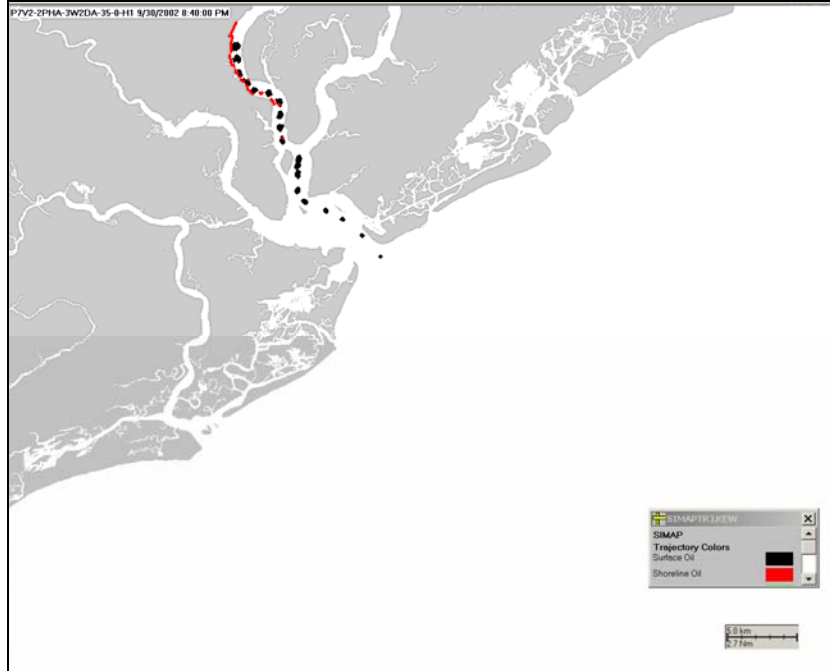 P7V2-2PHA-3W2DA-35-0-H1 9/30/2002 8:40:00 PM
SIMAP
Trajectory Colors
Surface Oil
Shoreline Oil
5.0 km
2.7 Nm